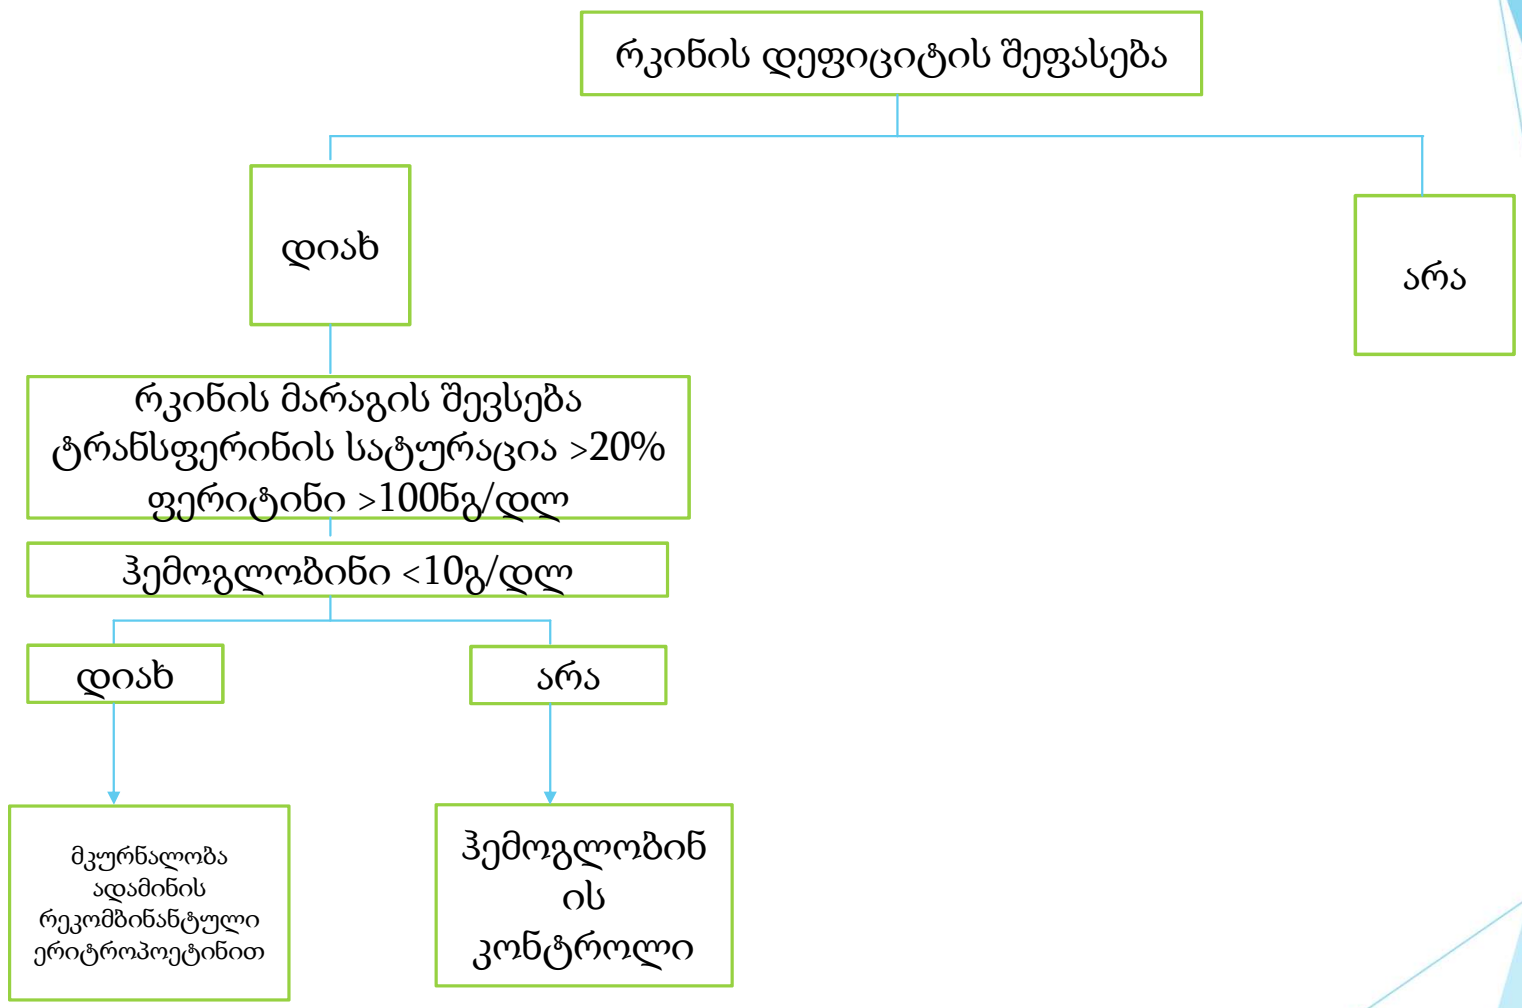 რკინის დეფიციტის შეფასება
დიახ
არა
რკინის მარაგის შევსება
ტრანსფერინის სატურაცია >20%
ფერიტინი >100ნგ/დლ
ჰემოგლობინი <10გ/დლ
დიახ
არა
მკურნალობა
ადამინის
რეკომბინანტული
ერიტროპოეტინით
ჰემოგლობინ
ის
კონტროლი